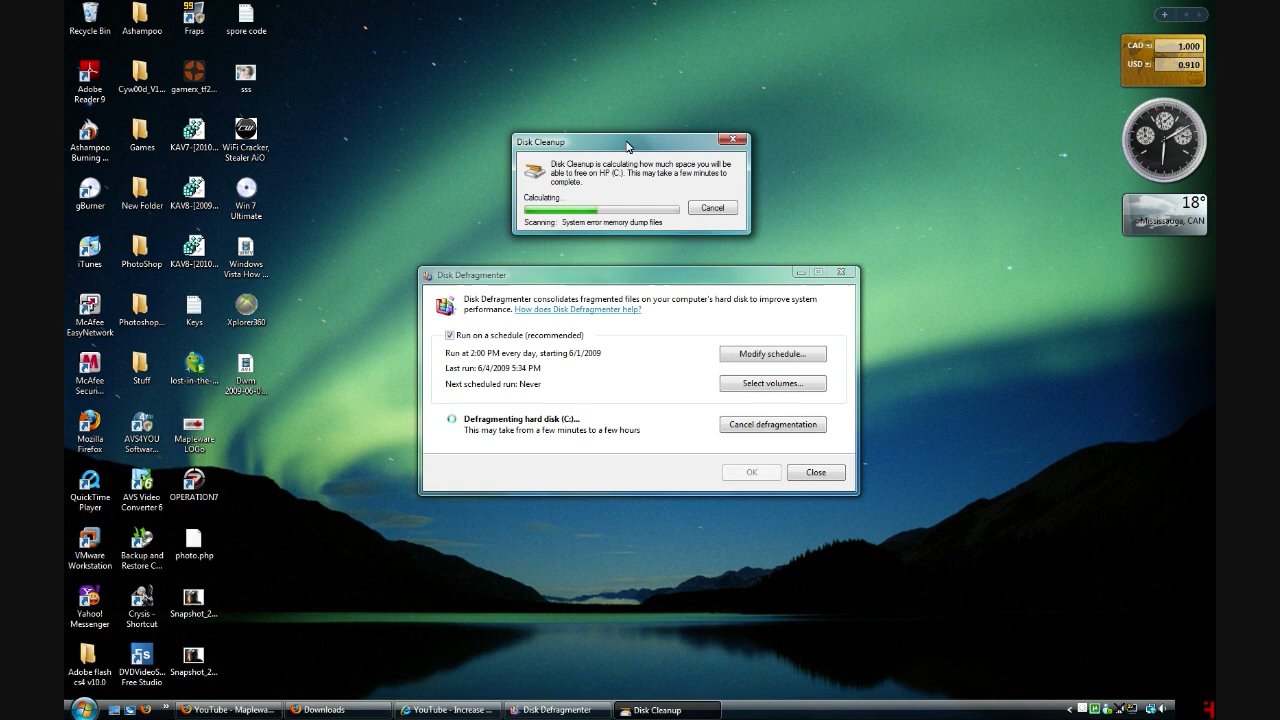 Recycle Bin
Ashampoo
Fraps
spore code
Adobe
Reader 9
Cyw00d_V1...
gamerx_tf2...
sss
Ashampoo
Burning ...
Games
KAV7-[2010...
WiFi Cracker,
Stealer AiO
gBurner
New Folder
KAV8-[2009...
Win 7
Ultimate
iTunes
PhotoShop
KAV8-[2010...
Windows
Vista How ...
McAfee
EasyNetwork
Photoshop...
Keys
Xplorer360
McAfee
Securi...
Stuff
lost-in-the-...
Dwm
2009-06-0...
Mozilla
Firefox
AVS4YOU
Softwar...
Mapleware
LOGo
QuickTime
Player
AVS Video
Converter 6
OPERATION7
VMware
Workstation
Backup and
Restore C...
photo.php
Yahoo!
Messenger
Crysis -
Shortcut
Snapshot_2...
Adobe flash
cs4 v10.0
DVDVideoS...
Free Studio
Snapshot_2...
Disk Cleanup
Disk Cleanup is calculating how much space you will be
able to free on HP (C:). This may take a few minutes to
complete.
Calculating...
Cancel
Scanning: System error memory dump files
Disk Defragmenter
Disk Defragmenter consolidates fragmented files on your computer's hard disk to improve system
performance. How does Disk Defragmenter help?
Run on a schedule (recommended)
Run at 2:00 PM every day, starting 6/1/2009
Modify schedule...
Last run: 6/4/2009 5:34 PM
Next scheduled run: Never
Select volumes...
Defragmenting hard disk (C:)...
This may take from a few minutes to a few hours
Cancel defragmentation
OK
Close
CAD 1.000
USD 0.910
18°
Mississauga, CAN
YouTube - Maplewa...
Downloads
YouTube - Increase ...
Disk Defragmenter
Disk Cleanup